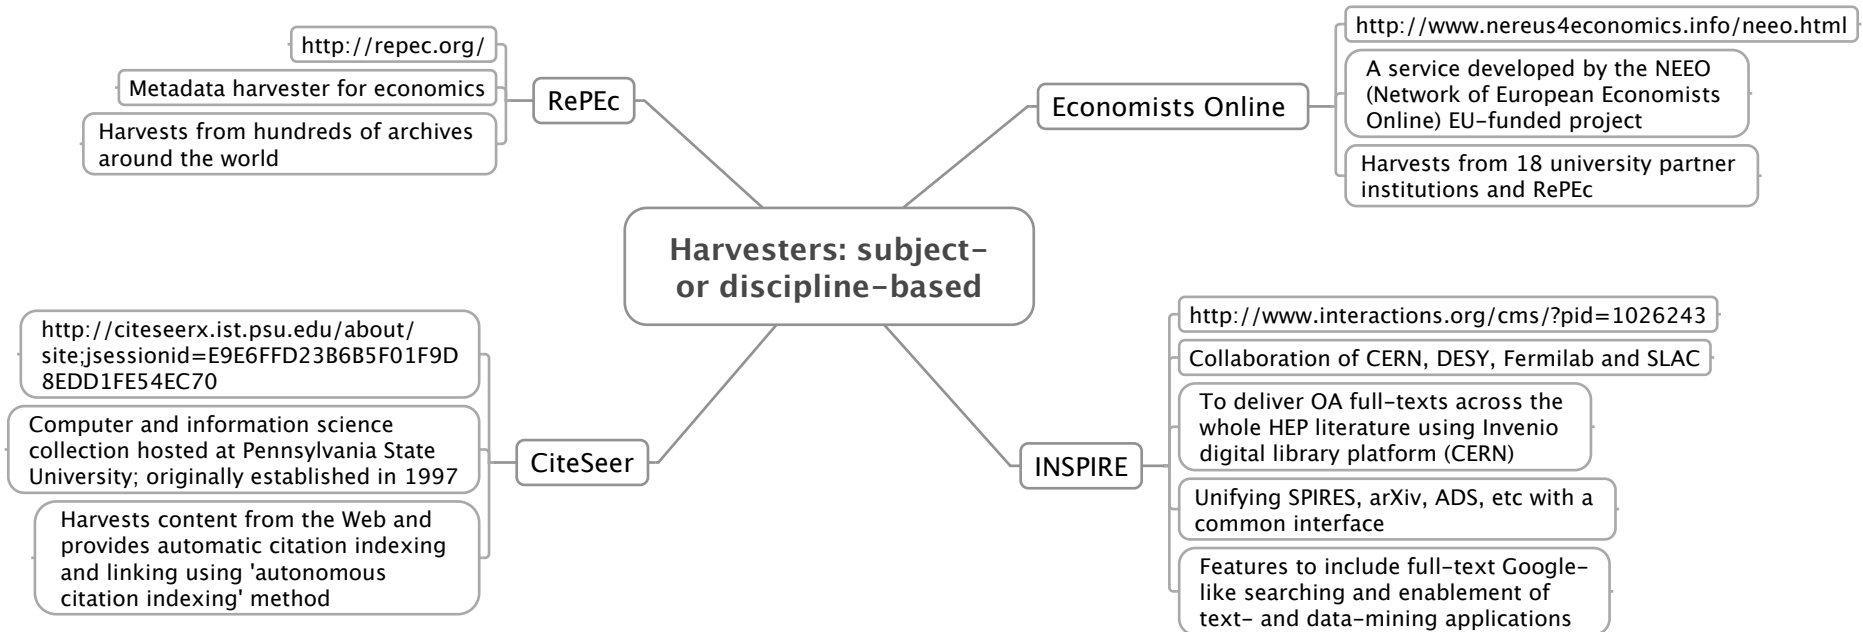 Harvesters: subject-
or discipline-based
RePEc
http://repec.org/
Metadata harvester for economics
Harvests from hundreds of archives
around the world
Economists Online
http://www.nereus4economics.info/neeo.html
A service developed by the NEEO
(Network of European Economists
Online) EU-funded project
Harvests from 18 university partner
institutions and RePEc
CiteSeer
http://citeseerx.ist.psu.edu/about/
site;jsessionid=E9E6FFD23B6B5F01F9D
8EDD1FE54EC70
Computer and information science
collection hosted at Pennsylvania State
University; originally established in 1997
Harvests content from the Web and
provides automatic citation indexing
and linking using 'autonomous
citation indexing' method
INSPIRE
http://www.interactions.org/cms/?pid=1026243
Collaboration of CERN, DESY, Fermilab and SLAC
To deliver OA full-texts across the
whole HEP literature using Invenio
digital library platform (CERN)
Unifying SPIRES, arXiv, ADS, etc with a
common interface
Features to include full-text Google-
like searching and enablement of
text- and data-mining applications